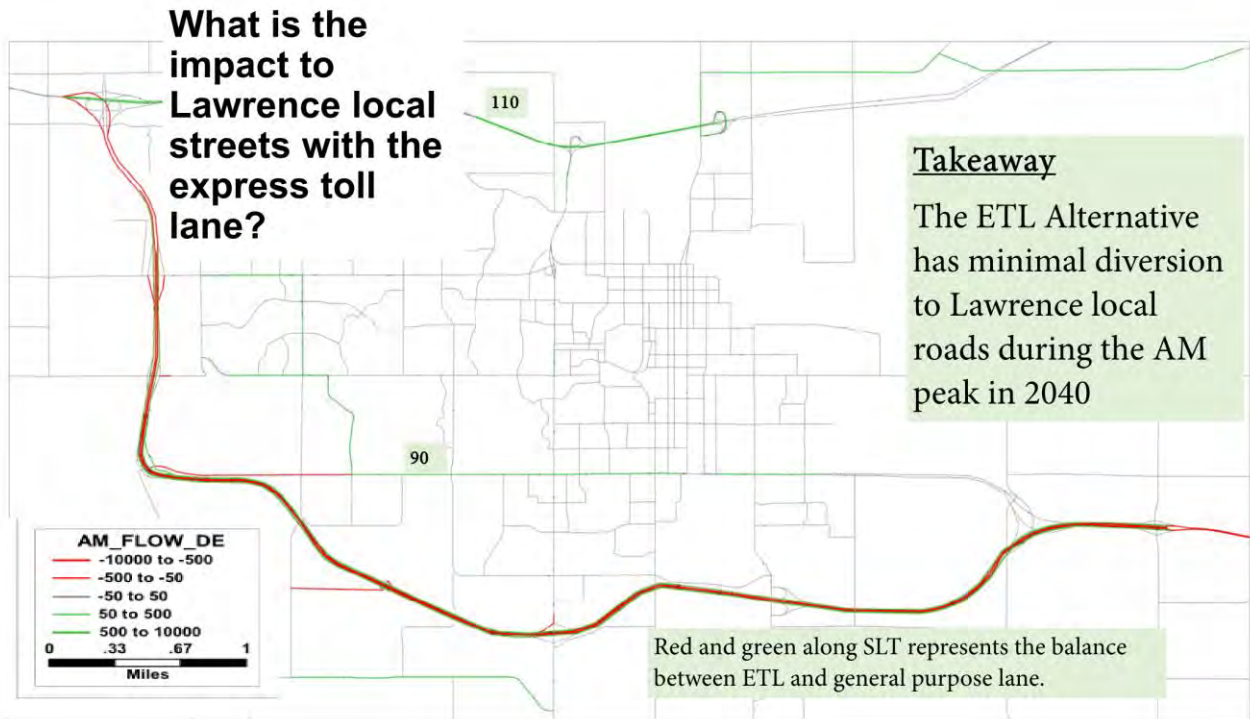 What is the
impact to
Lawrence local
streets with the
express toll
lane?
110
Takeaway
The ETL Alternative
has minimal diversion
to Lawrence local
roads during the AM
peak in 2040
90
AM_FLOW_DE
-10000 to -500
-500 to -50
-50 to 50
50 to 500
500 to 10000
0 .33 .67 1
Miles
Red and green along SLT represents the balance
between ETL and general purpose lane.